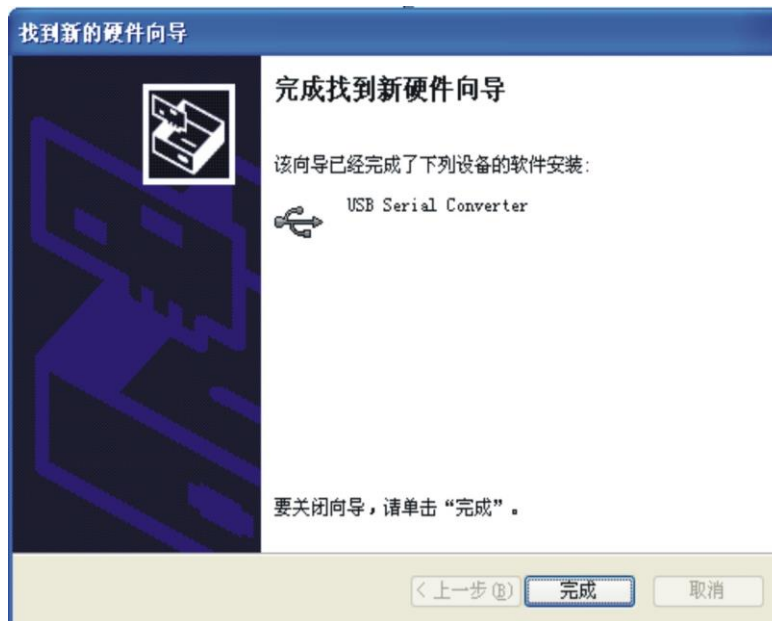 找到新的硬件向导
完成找到新硬件向导
该向导已经完成了下列设备的软件安装:
USB Serial Converter
要关闭向导，请单击“完成”。
< 上一步(B)
完成
取消